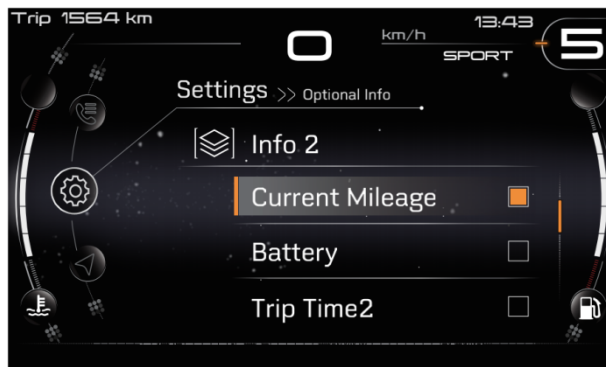 Trip 1564 km
13:43
0 km/h
SPORT
5
Settings >> Optional Info
Info 2
Current Mileage
Battery
Trip Time2